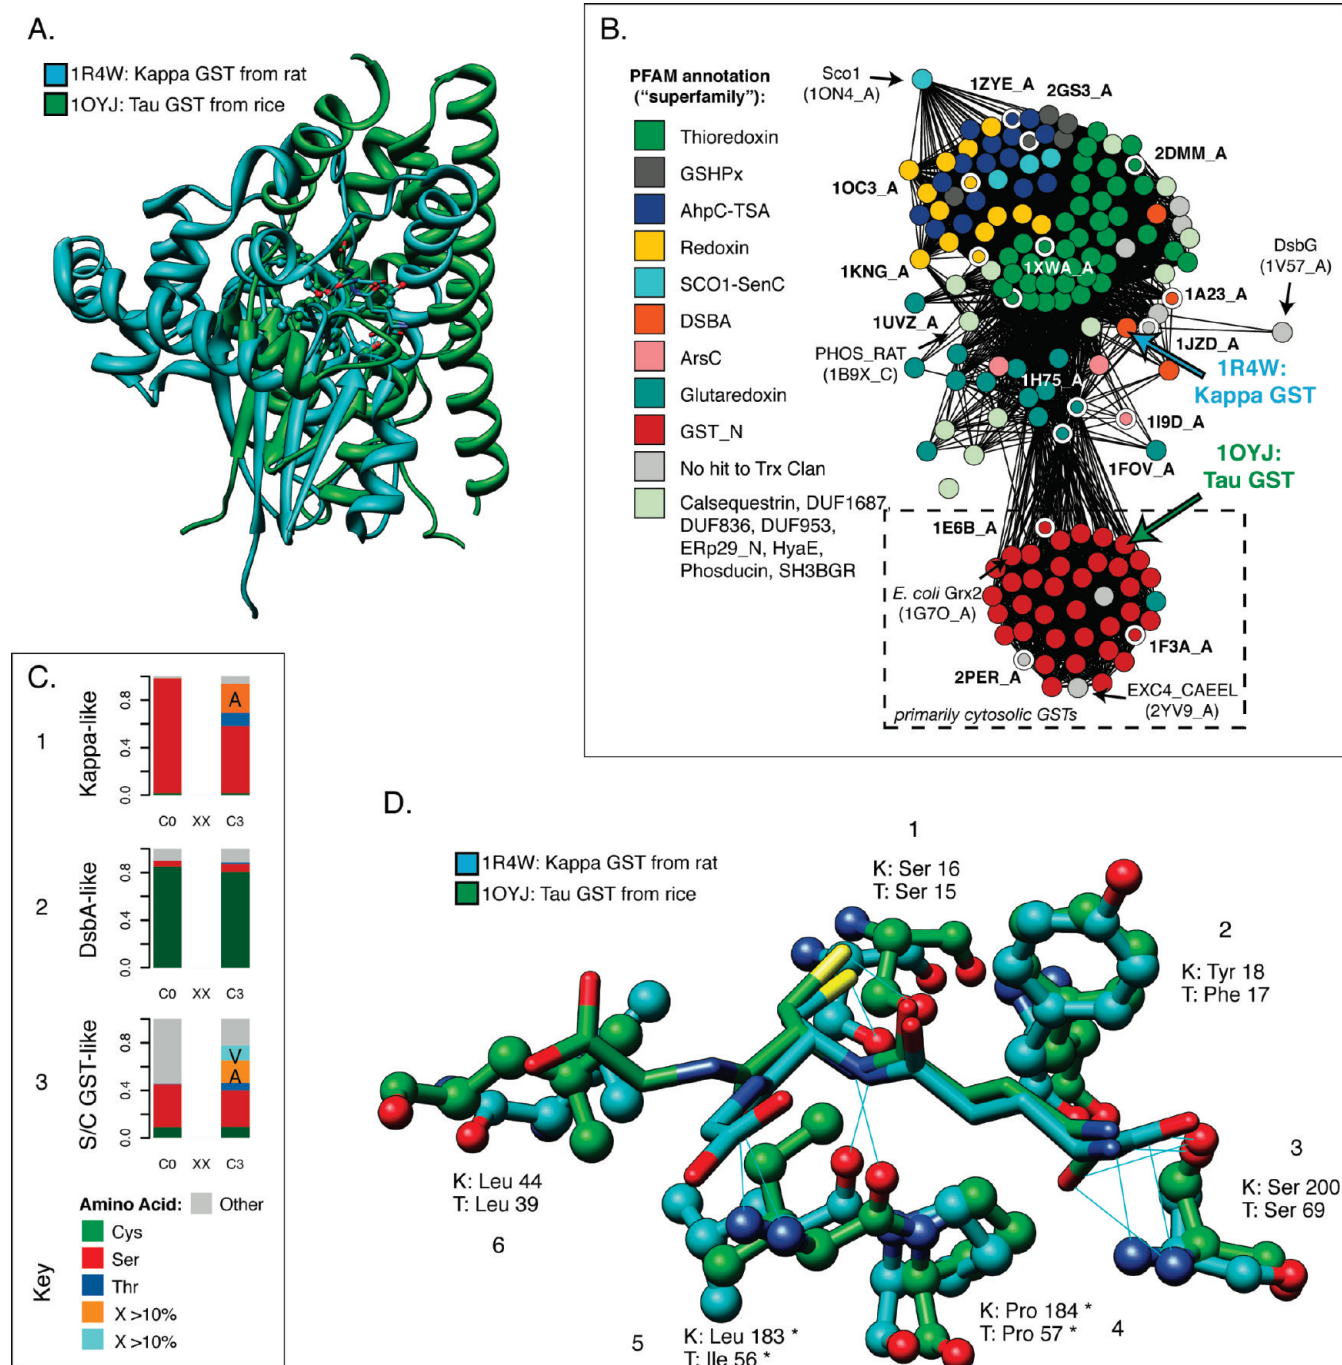 A.
1R4W: Kappa GST from rat
1OYJ: Tau GST from rice
B.
PFAM annotation
("superfamily"):
Thioredoxin
GSHPx
AhpC-TSA
Redoxin
SCO1-SenC
DSBA
ArsC
Glutaredoxin
GST_N
No hit to Trx Clan
Calsequestrin, DUF1687,
DUF836, DUF953,
ERp29_N, HyaE,
Phosducin, SH3BGR
Sco1
(1ON4_A)
1ZYE_A
2GS3_A
2DMM_A
1OC3_A
DsbG
(1V57_A)
1KNG_A
1XWA_A
1A23_A
1UVZ_A
1JZD_A
PHOS_RAT
(1B9X_C)
1H75_A
1R4W:
Kappa GST
1I9D_A
1FOV_A
1OYJ:
Tau GST
1E6B_A
E. coli Grx2
(1G7O_A)
1F3A_A
2PER_A
EXC4_CAEEL
(2YV9_A)
primarily cytosolic GSTs
C.
1
Kappa-like
0.0 0.4 0.8
A
C0 XX C3
2
DsbA-like
0.0 0.4 0.8
C0 XX C3
3
S/C GST-like
0.0 0.4 0.8
V
A
C0 XX C3
Amino Acid: Other
Key
Cys
Ser
Thr
X >10%
X >10%
D.
1R4W: Kappa GST from rat
1OYJ: Tau GST from rice
1
K: Ser 16
T: Ser 15
2
K: Tyr 18
T: Phe 17
3
K: Ser 200
T: Ser 69
K: Leu 44
T: Leu 39
6
K: Pro 184 *
T: Pro 57 *
4
5
K: Leu 183 *
T: Ile 56 *